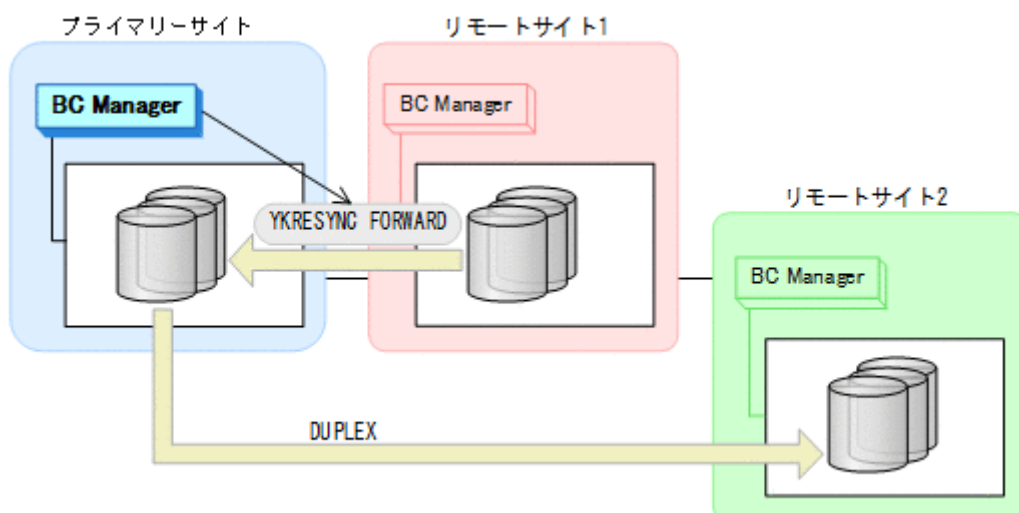 プライマリーサイト
リモートサイト1
BC Manager
BC Manager
リモートサイト2
YKRESYNC FORWARD
BC Manager
DUPLEX